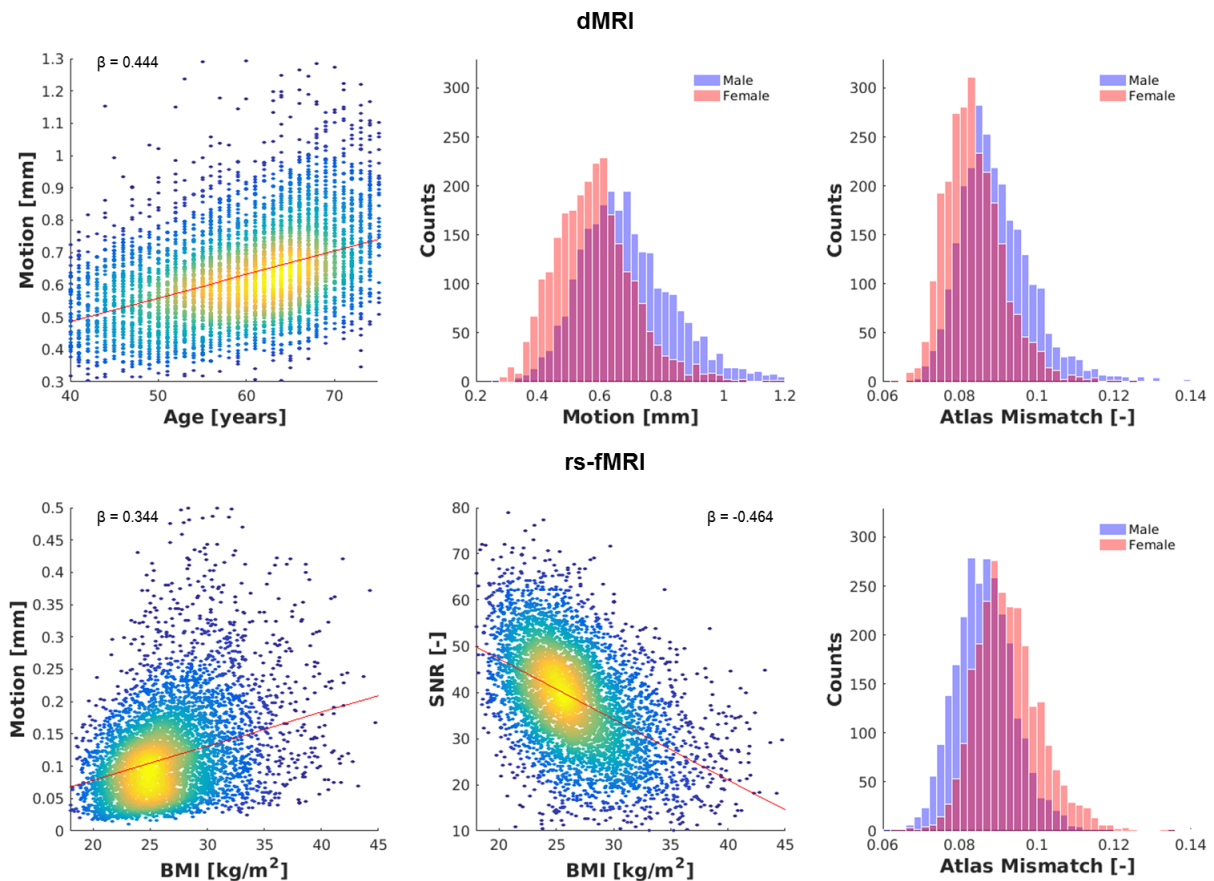 dMRI
β = 0.444
1.3
1.2
1.1
1
0.9
0.8
0.7
0.6
0.5
0.4
0.3
Motion [mm]
40 50 60 70
Age [years]
Male
Female
300
250
200
150
100
50
0
Counts
0.2 0.4 0.6 0.8 1 1.2
Motion [mm]
Male
Female
300
250
200
150
100
50
0
Counts
0.06 0.08 0.1 0.12 0.14
Atlas Mismatch [-]
rs-fMRI
β = 0.344
0.5
0.45
0.4
0.35
0.3
0.25
0.2
0.15
0.1
0.05
0
Motion [mm]
20 25 30 35 40 45
BMI [kg/m²]
β = -0.464
80
70
60
50
40
30
20
10
SNR [-]
20 25 30 35 40 45
BMI [kg/m²]
Male
Female
300
250
200
150
100
50
0
Counts
0.06 0.08 0.1 0.12 0.14
Atlas Mismatch [-]